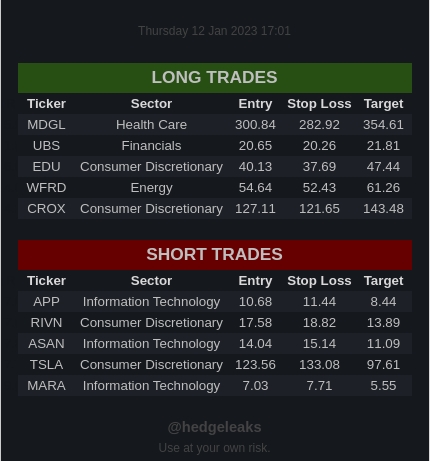 Thursday 12 Jan 2023 17:01
LONG TRADES
Ticker Sector Entry Stop Loss Target
MDGL Health Care 300.84 282.92 354.61
UBS Financials 20.65 20.26 21.81
EDU Consumer Discretionary 40.13 37.69 47.44
WFRD Energy 54.64 52.43 61.26
CROX Consumer Discretionary 127.11 121.65 143.48
SHORT TRADES
Ticker Sector Entry Stop Loss Target
APP Information Technology 10.68 11.44 8.44
RIVN Consumer Discretionary 17.58 18.82 13.89
ASAN Information Technology 14.04 15.14 11.09
TSLA Consumer Discretionary 123.56 133.08 97.61
MARA Information Technology 7.03 7.71 5.55
@hedgeleaks
Use at your own risk.